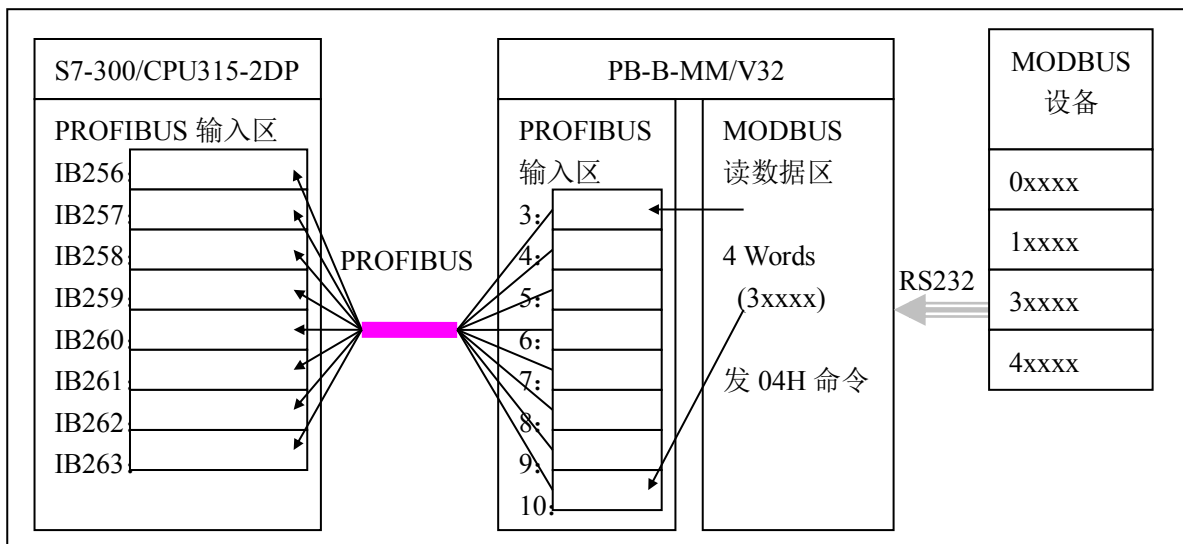 S7-300/CPU315-2DP
PROFIBUS 输入区
IB256:
IB257:
IB258:
IB259:
IB260:
IB261:
IB262:
IB263:
PROFIBUS
PB-B-MM/V32
PROFIBUS
输入区
3:
4:
5:
6:
7:
8:
9:
10:
MODBUS
读数据区
4 Words
(3xxxx)
发 04H 命令
RS232
MODBUS
设备
0xxxx
1xxxx
3xxxx
4xxxx